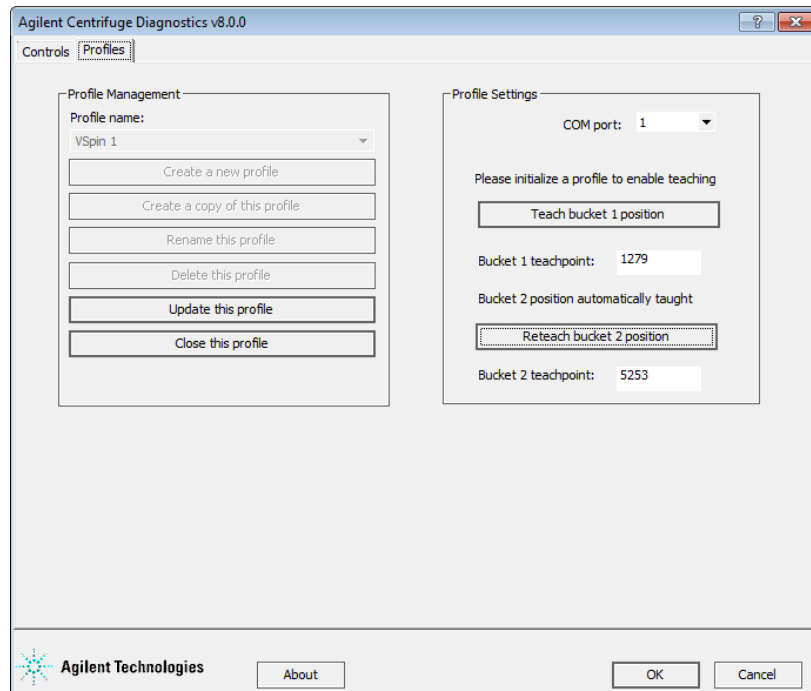 Agilent Centrifuge Diagnostics v8.0.0
?
Controls
Profiles
Profile Management
Profile name:
VSpin 1
Create a new profile
Create a copy of this profile
Rename this profile
Delete this profile
Update this profile
Close this profile
Profile Settings
COM port: 1
Please initialize a profile to enable teaching
Teach bucket 1 position
Bucket 1 teachpoint: 1279
Bucket 2 position automatically taught
Reteach bucket 2 position
Bucket 2 teachpoint: 5253
Agilent Technologies
About
OK
Cancel